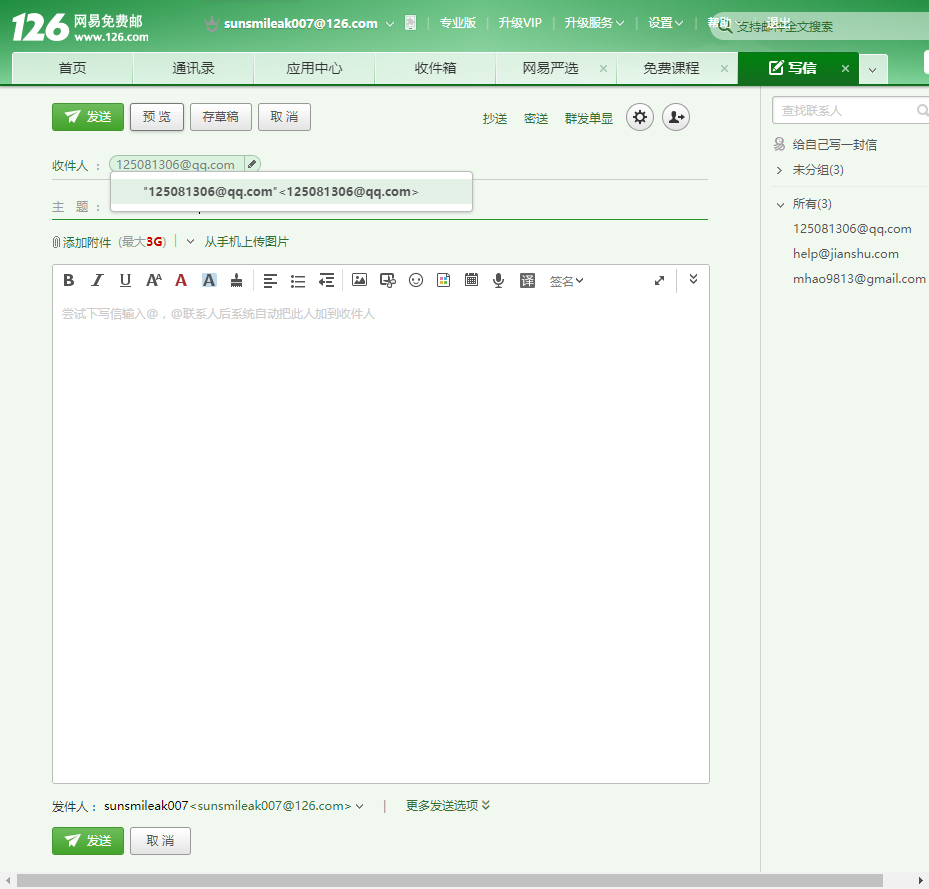 126 网易免费邮
www.126.com
sunsmileak007@126.com 专业版 升级VIP 升级服务 设置 帮助 退出
支持邮件全文搜索
首页 通讯录 应用中心 收件箱 网易严选 × 免费课程 × 写信 ×
发送 预 览 存草稿 取 消
抄送 密送 群发单显
查找联系人
给自己写一封信
未分组(3)
所有(3)
125081306@qq.com
help@jianshu.com
mhao9813@gmail.com
收件人： 125081306@qq.com
"125081306@qq.com"<125081306@qq.com>
主 题：
添加附件 (最大3G) 从手机上传图片
B I U AA A A 译 签名
尝试下写信输入@，@联系人后系统自动把此人加到收件人
发件人：sunsmileak007<sunsmileak007@126.com> | 更多发送选项
发送 取 消